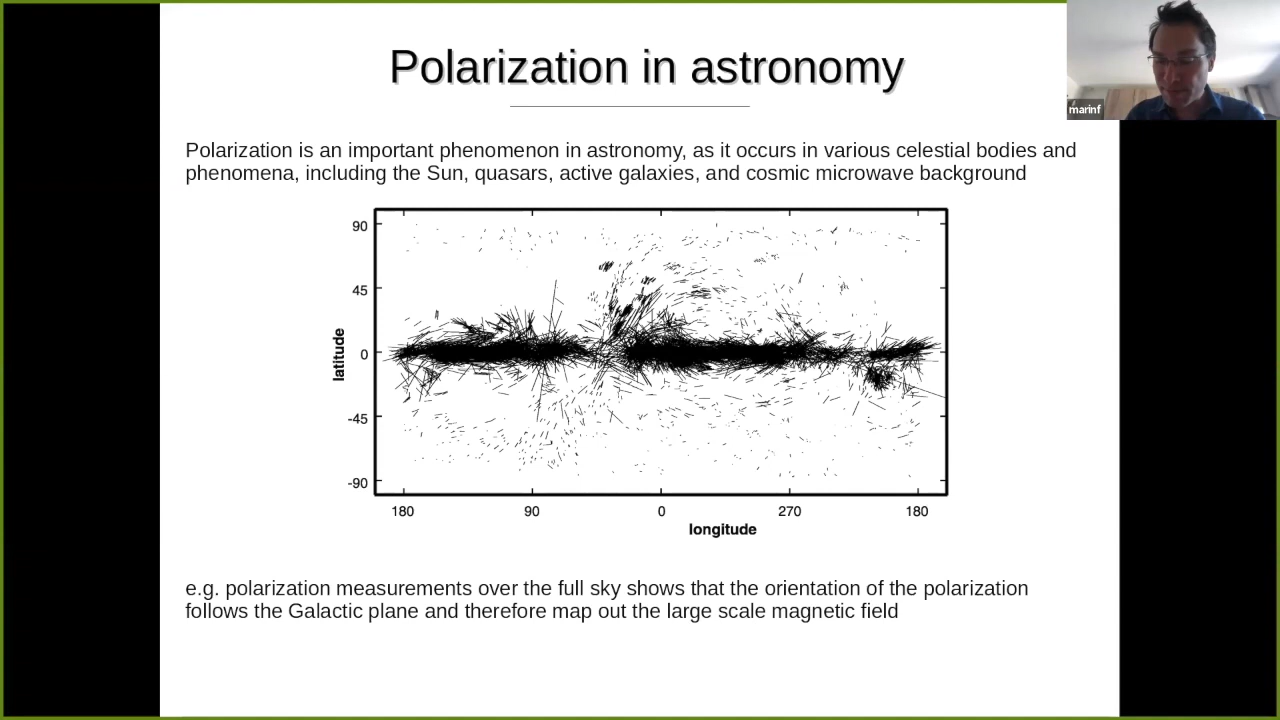 Polarization in astronomy
marinf
Polarization is an important phenomenon in astronomy, as it occurs in various celestial bodies and
phenomena, including the Sun, quasars, active galaxies, and cosmic microwave background
90
45
0
-45
-90
latitude
180 90 0 270 180
longitude
e.g. polarization measurements over the full sky shows that the orientation of the polarization
follows the Galactic plane and therefore map out the large scale magnetic field